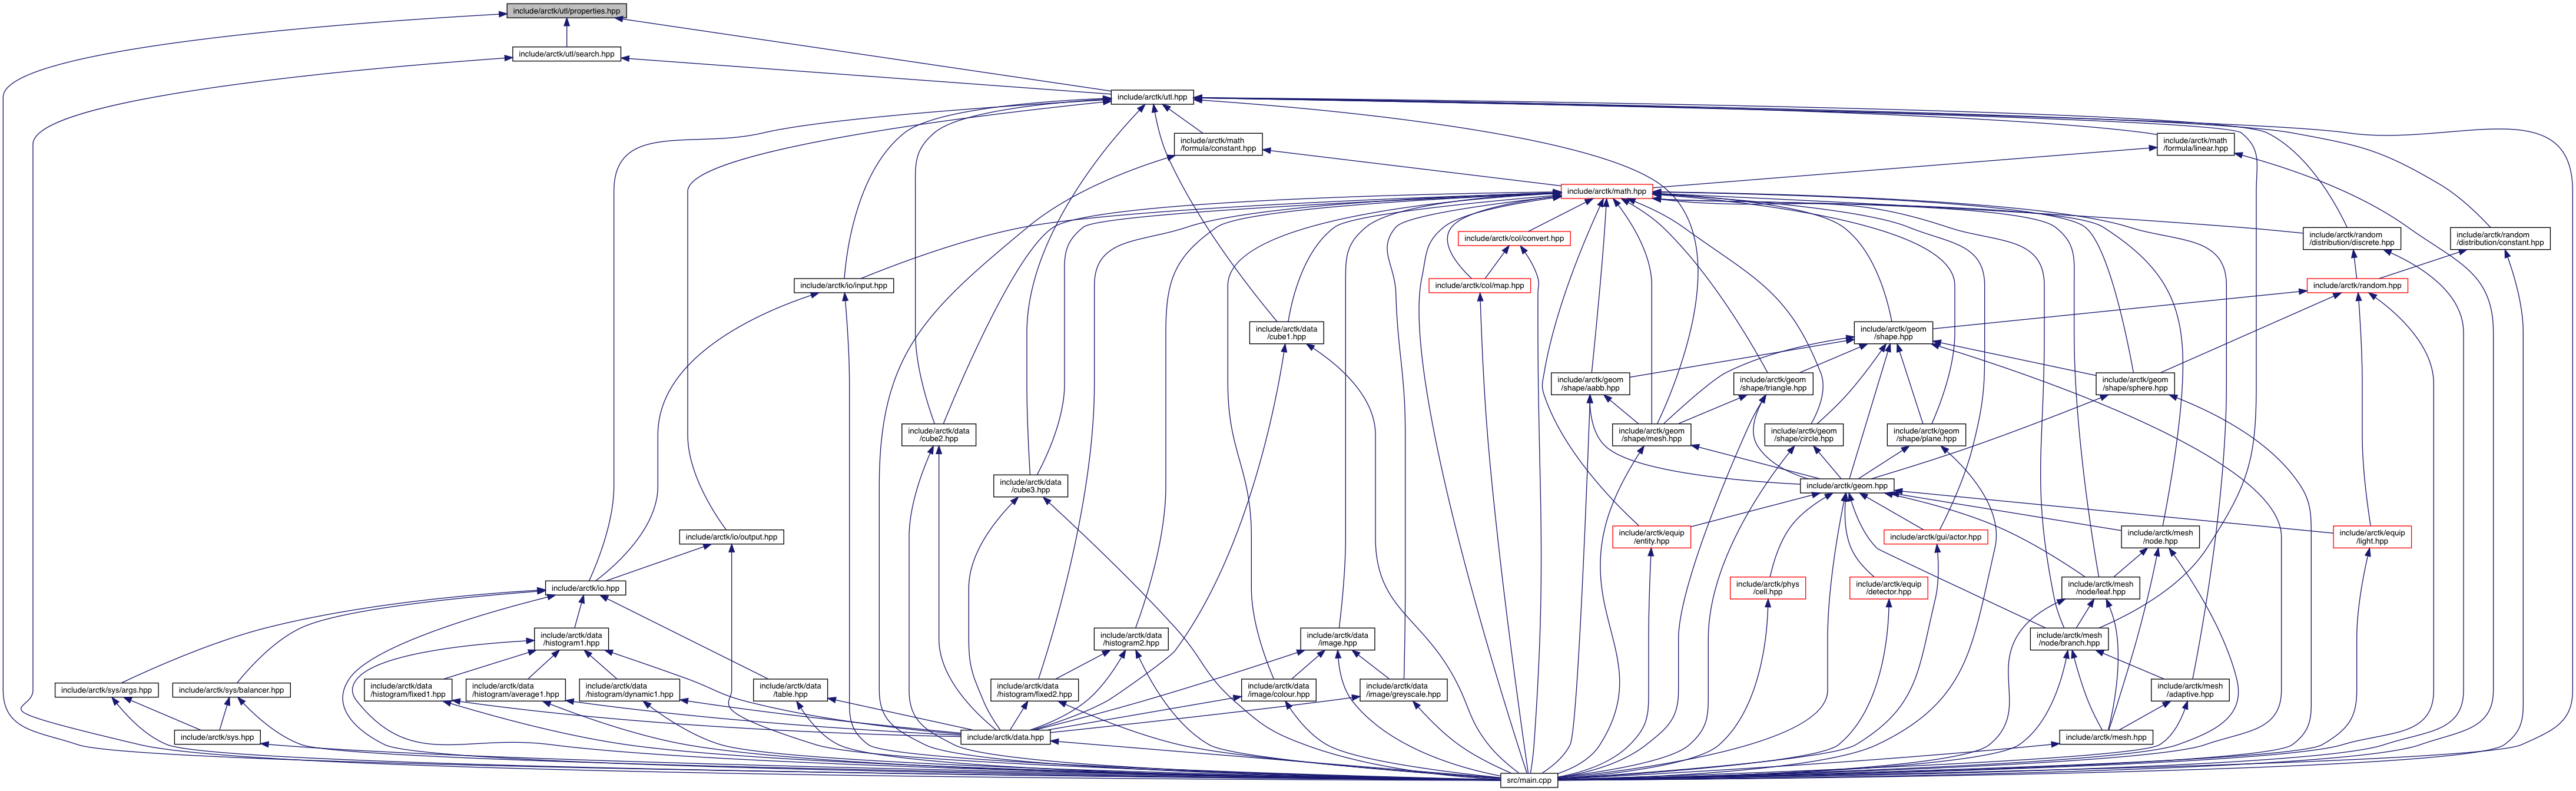 include/arctk/utl/properties.hpp
include/arctk/utl/search.hpp
include/arctk/utl.hpp
include/arctk/math
/formula/constant.hpp
include/arctk/math
/formula/linear.hpp
include/arctk/math.hpp
include/arctk/col/convert.hpp
include/arctk/random
/distribution/discrete.hpp
include/arctk/random
/distribution/constant.hpp
include/arctk/io/input.hpp
include/arctk/col/map.hpp
include/arctk/random.hpp
include/arctk/data
/cube1.hpp
include/arctk/geom
/shape.hpp
include/arctk/geom
/shape/aabb.hpp
include/arctk/geom
/shape/triangle.hpp
include/arctk/geom
/shape/sphere.hpp
include/arctk/data
/cube2.hpp
include/arctk/geom
/shape/mesh.hpp
include/arctk/geom
/shape/circle.hpp
include/arctk/geom
/shape/plane.hpp
include/arctk/data
/cube3.hpp
include/arctk/geom.hpp
include/arctk/io/output.hpp
include/arctk/equip
/entity.hpp
include/arctk/gui/actor.hpp
include/arctk/mesh
/node.hpp
include/arctk/equip
/light.hpp
include/arctk/io.hpp
include/arctk/phys
/cell.hpp
include/arctk/equip
/detector.hpp
include/arctk/mesh
/node/leaf.hpp
include/arctk/data
/histogram1.hpp
include/arctk/data
/histogram2.hpp
include/arctk/data
/image.hpp
include/arctk/mesh
/node/branch.hpp
include/arctk/sys/args.hpp
include/arctk/sys/balancer.hpp
include/arctk/data
/histogram/fixed1.hpp
include/arctk/data
/histogram/average1.hpp
include/arctk/data
/histogram/dynamic1.hpp
include/arctk/data
/table.hpp
include/arctk/data
/histogram/fixed2.hpp
include/arctk/data
/image/colour.hpp
include/arctk/data
/image/greyscale.hpp
include/arctk/mesh
/adaptive.hpp
include/arctk/sys.hpp
include/arctk/data.hpp
include/arctk/mesh.hpp
src/main.cpp